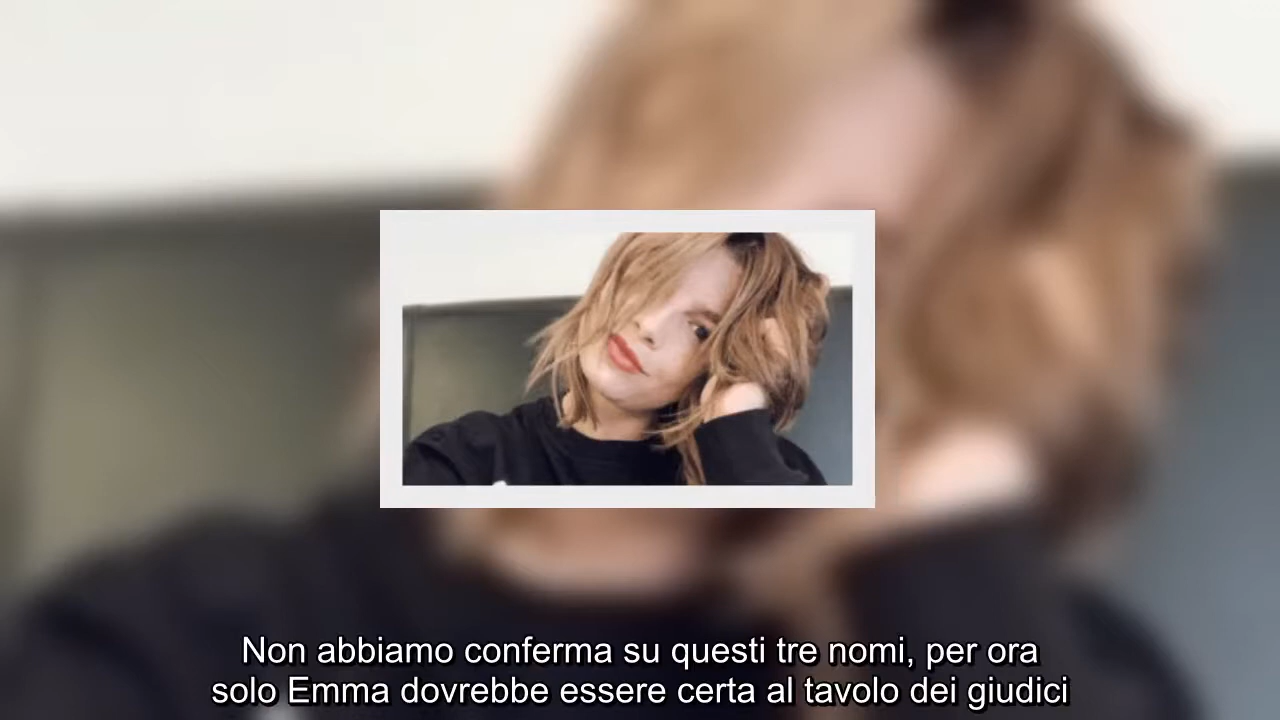 Non abbiamo conferma su questi tre nomi, per ora
solo Emma dovrebbe essere certa al tavolo dei giudici